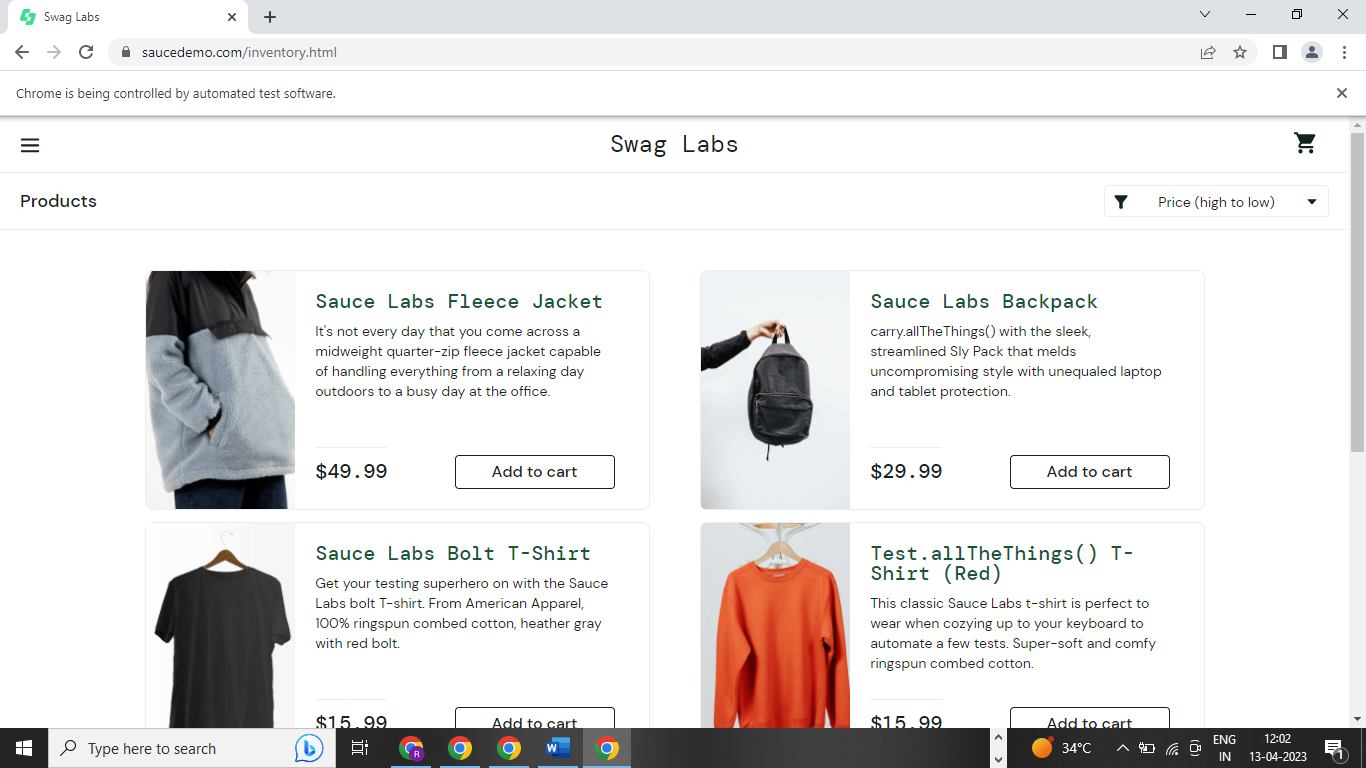 Swag Labs
saucedemo.com/inventory.html
Chrome is being controlled by automated test software.
Swag Labs
Products
Price (high to low)
Sauce Labs Fleece Jacket
It's not every day that you come across a
midweight quarter-zip fleece jacket capable
of handling everything from a relaxing day
outdoors to a busy day at the office.
$49.99
Add to cart
Sauce Labs Backpack
carry.allTheThings() with the sleek,
streamlined Sly Pack that melds
uncompromising style with unequaled laptop
and tablet protection.
$29.99
Add to cart
Sauce Labs Bolt T-Shirt
Get your testing superhero on with the Sauce
Labs bolt T-shirt. From American Apparel,
100% ringspun combed cotton, heather gray
with red bolt.
$15.99
Add to cart
Test.allTheThings() T-
Shirt (Red)
This classic Sauce Labs t-shirt is perfect to
wear when cozying up to your keyboard to
automate a few tests. Super-soft and comfy
ringspun combed cotton.
$15.99
Add to cart
Type here to search
R
W
34°C
ENG
IN
12:02
13-04-2023
1